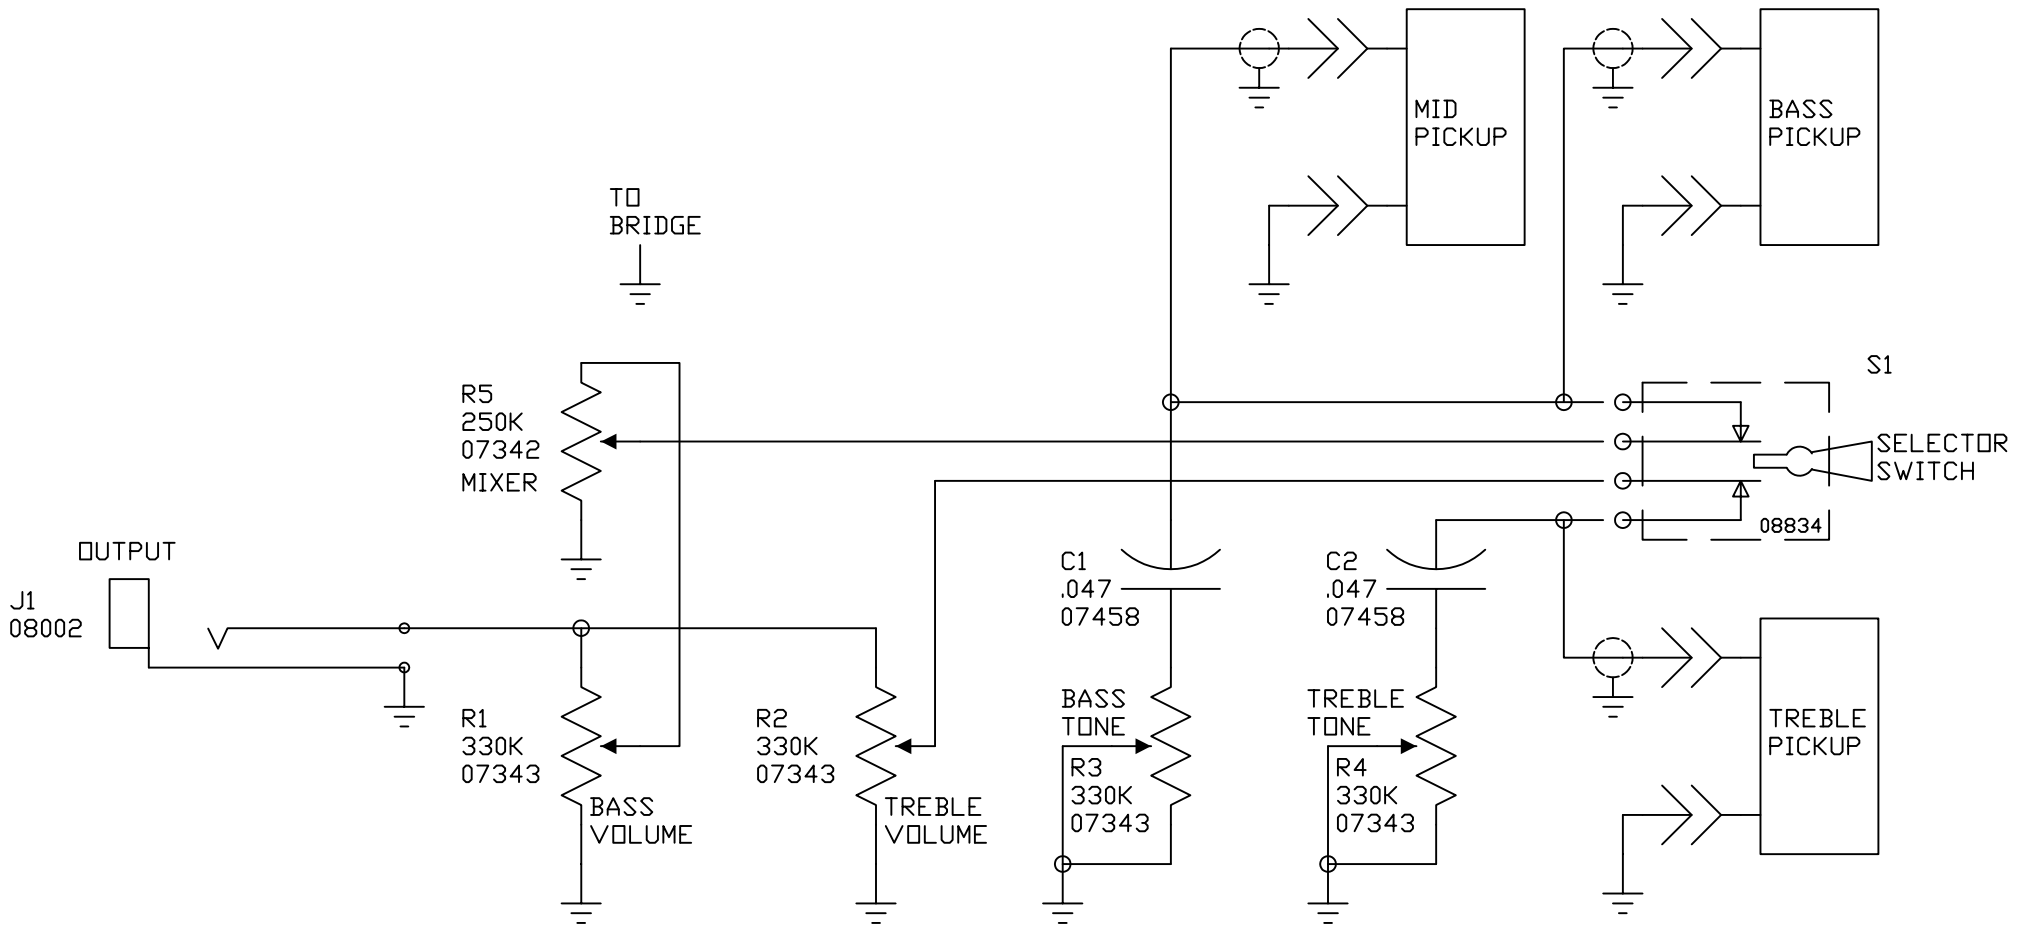 MID
PICKUP
BASS
PICKUP
TO
BRIDGE
S1
R5
250K
07342
MIXER
SELECTOR
SWITCH
08834
OUTPUT
J1
08002
C1
.047
07458
C2
.047
07458
R1
330K
07343
BASS
VOLUME
R2
330K
07343
TREBLE
VOLUME
BASS
TONE
R3
330K
07343
TREBLE
TONE
R4
330K
07343
TREBLE
PICKUP